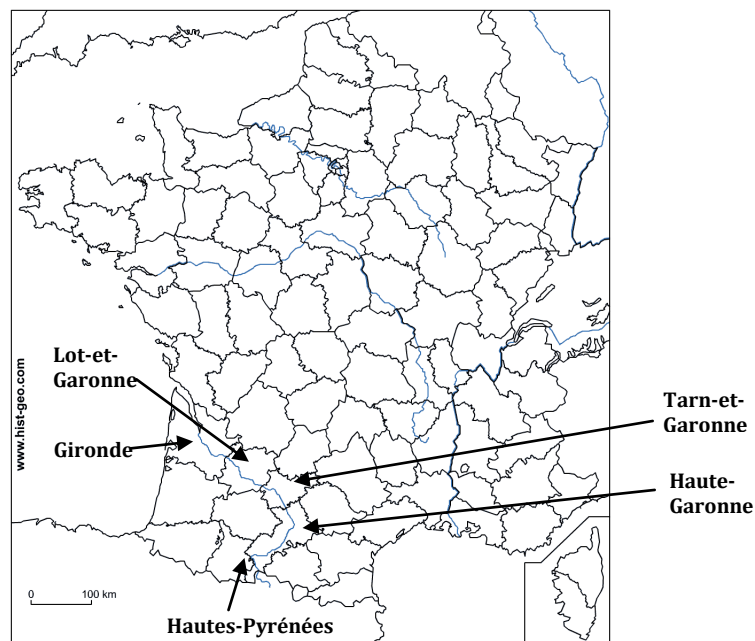 Lot-et-
Garonne
Gironde
Tarn-et-
Garonne
Haute-
Garonne
Hautes-Pyrénées
www.hist-geo.com
0 100 km